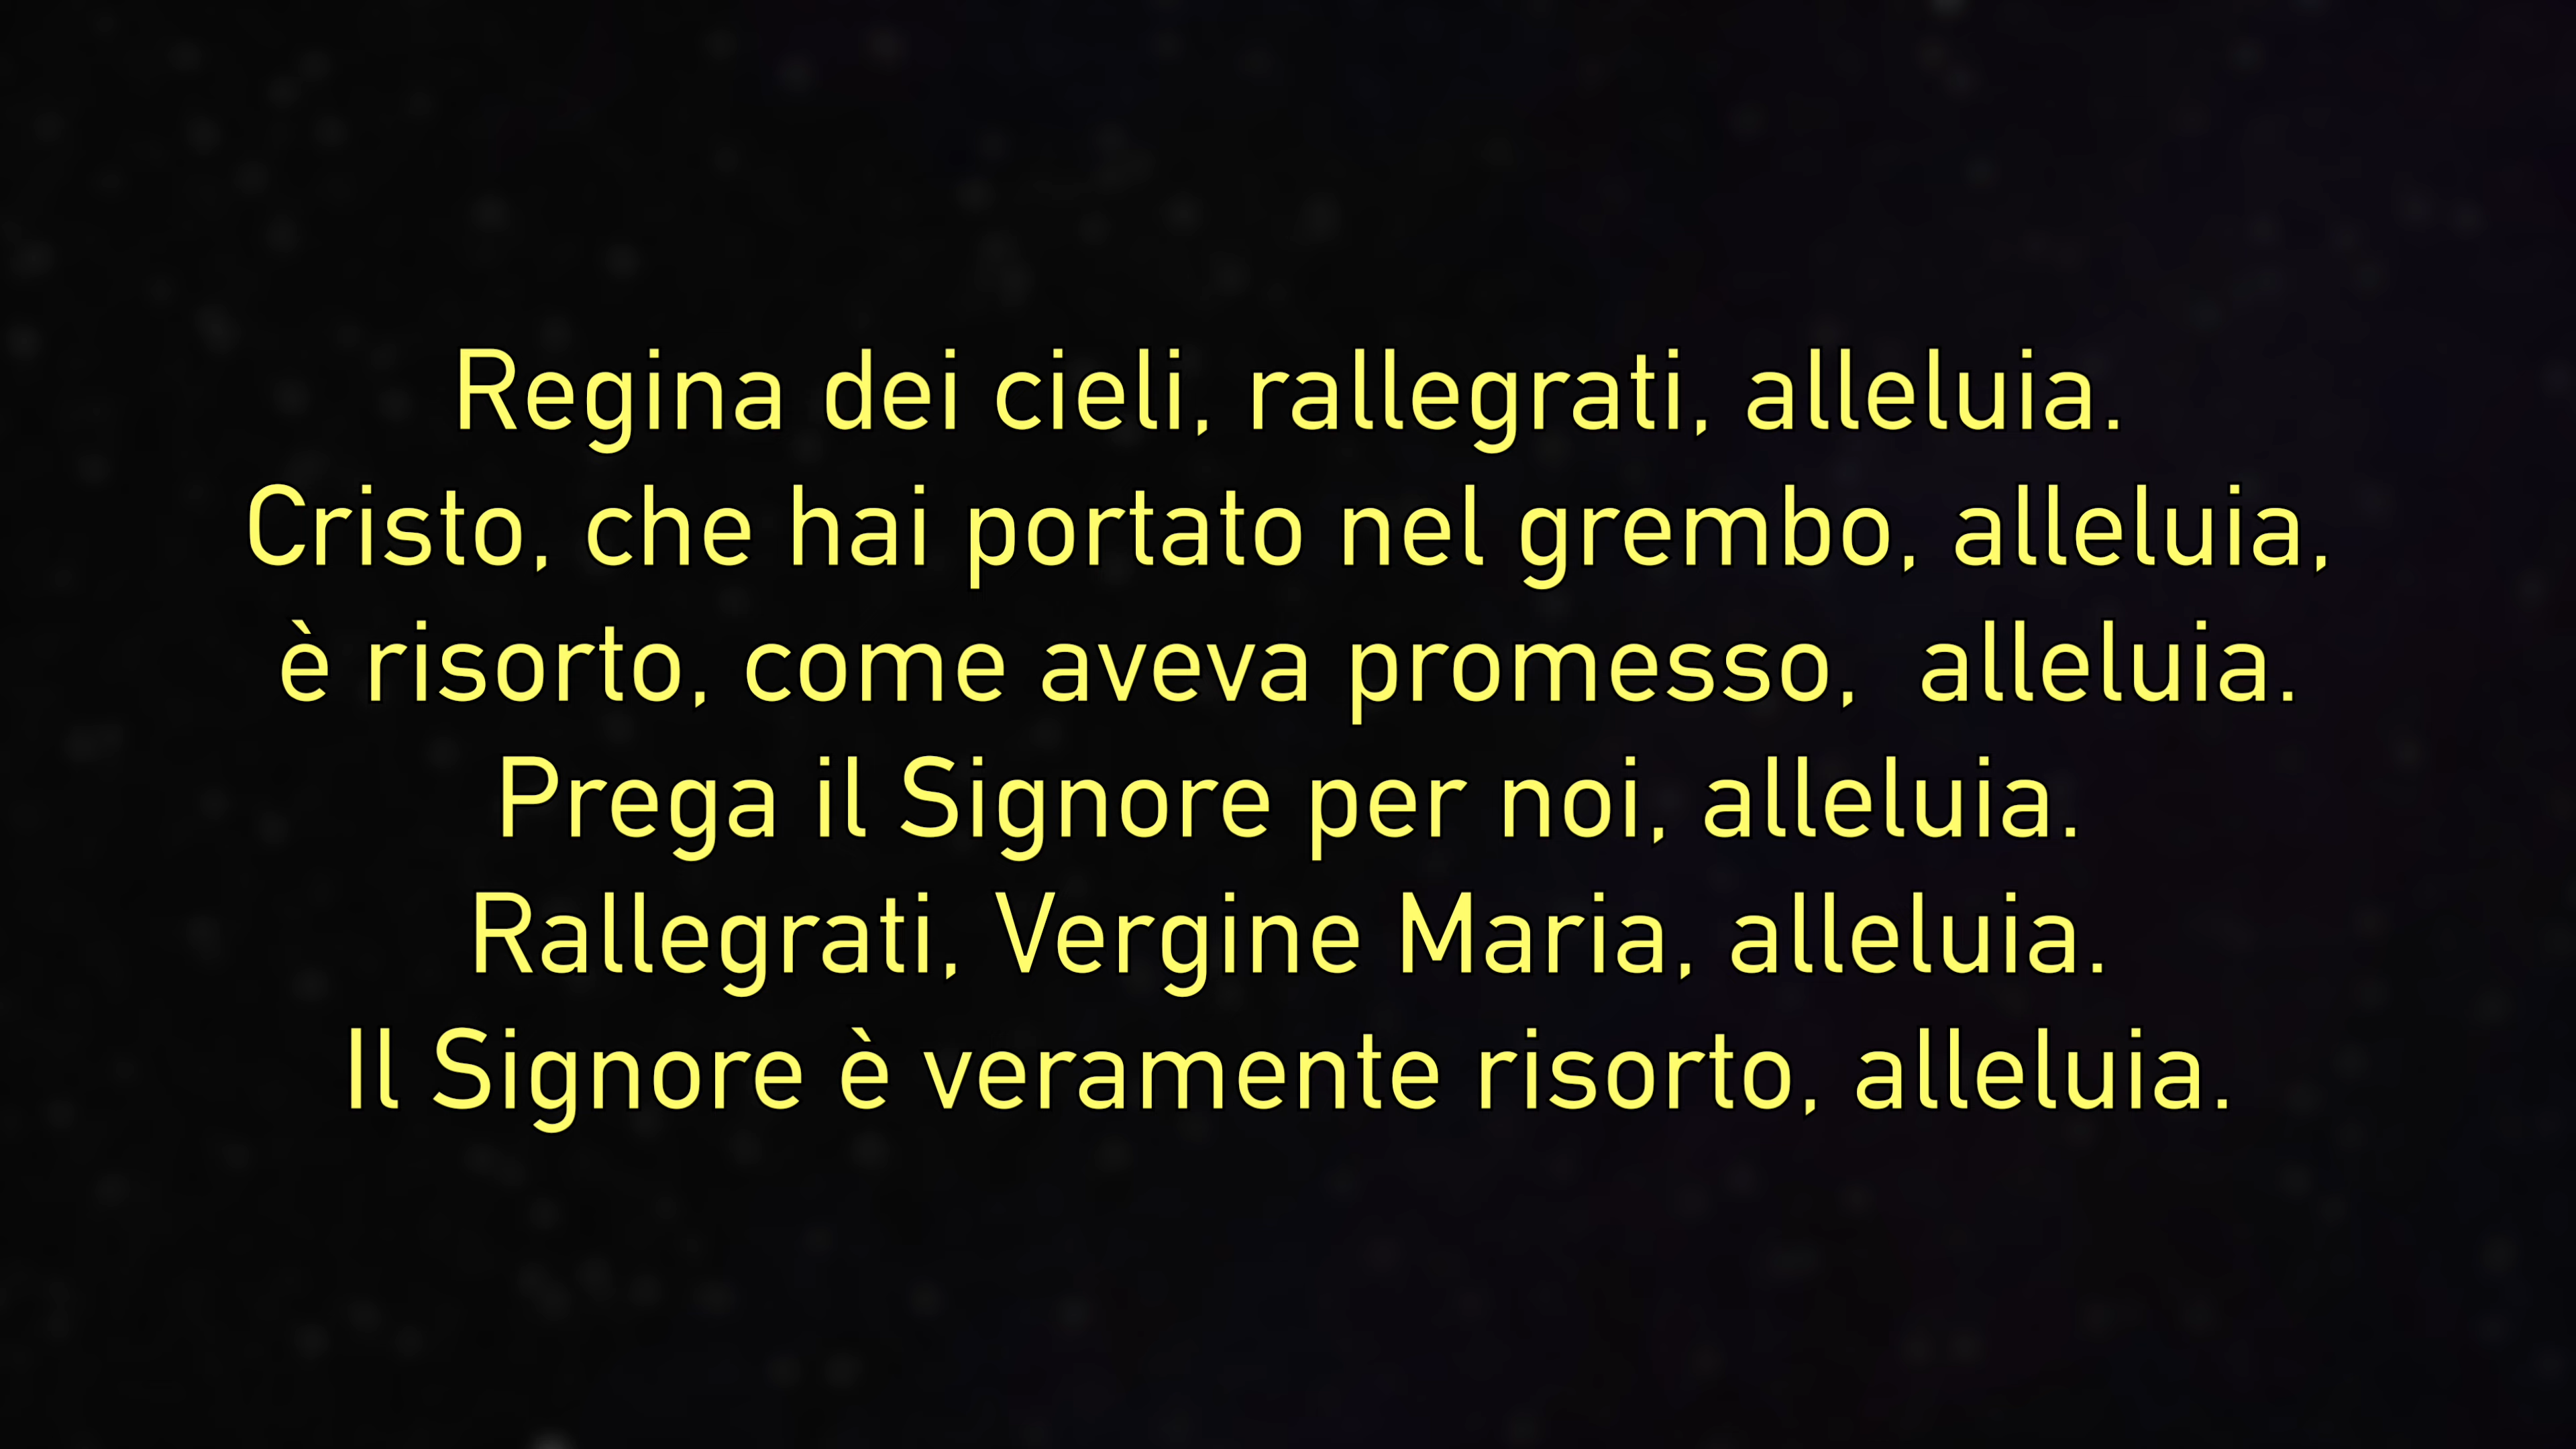 Regina dei cieli, rallegrati, alleluia.
Cristo, che hai portato nel grembo, alleluia,
è risorto, come aveva promesso,  alleluia.
Prega il Signore per noi, alleluia.
Rallegrati, Vergine Maria, alleluia.
Il Signore è veramente risorto, alleluia.